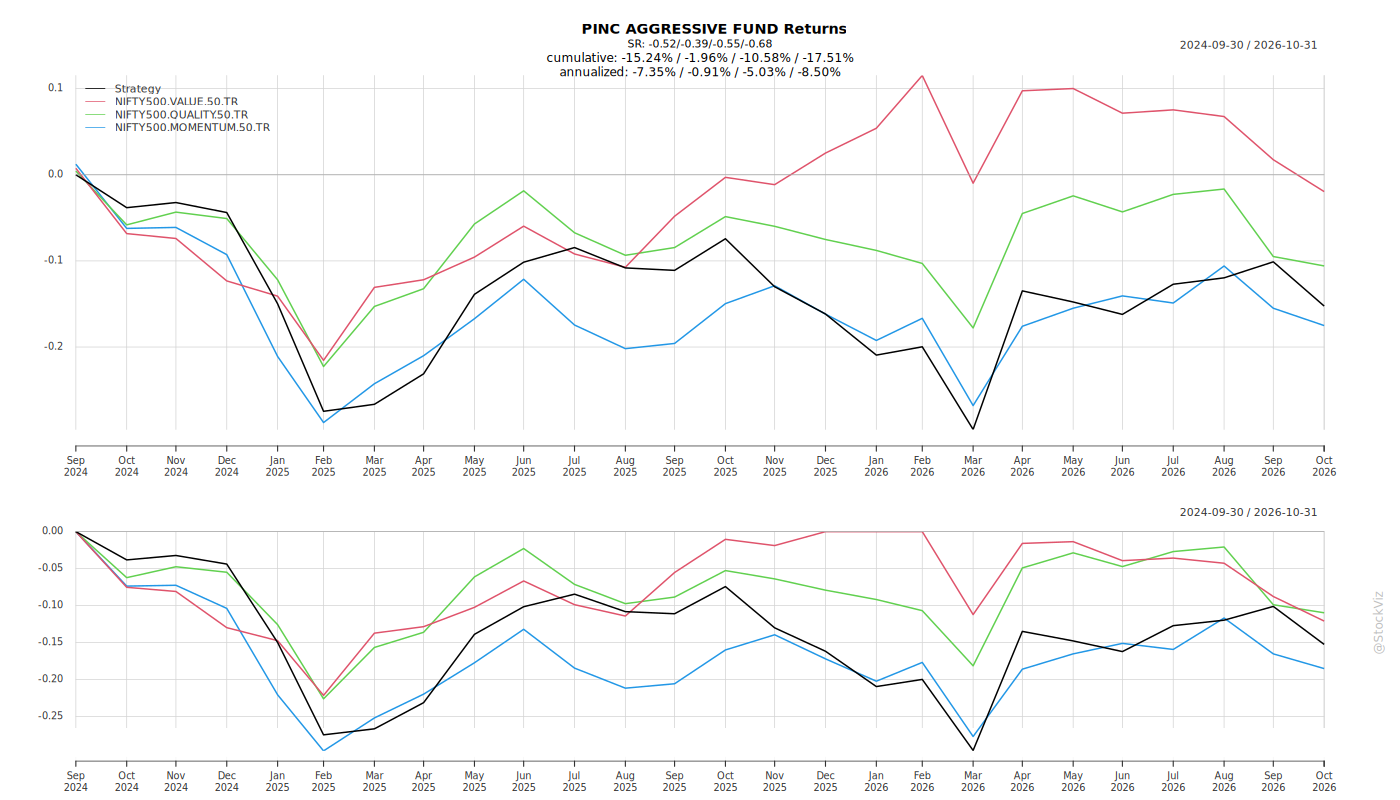 PINC AGGRESSIVE FUND Returns
SR: -0.52/-0.39/-0.55/-0.68
cumulative: -15.24% / -1.96% / -10.58% / -17.51%
annualized: -7.35% / -0.91% / -5.03% / -8.50%
2024-09-30 / 2026-10-31
Strategy
NIFTY500.VALUE.50.TR
NIFTY500.QUALITY.50.TR
NIFTY500.MOMENTUM.50.TR
0.1
0.0
-0.1
-0.2
Sep Oct Nov Dec Jan Feb Mar Apr May Jun Jul Aug Sep Oct Nov Dec Jan Feb Mar Apr May Jun Jul Aug Sep Oct
2024 2024 2024 2024 2025 2025 2025 2025 2025 2025 2025 2025 2025 2025 2025 2025 2026 2026 2026 2026 2026 2026 2026 2026 2026 2026
2024-09-30 / 2026-10-31
0.00
-0.05
-0.10
-0.15
-0.20
-0.25
Sep Oct Nov Dec Jan Feb Mar Apr May Jun Jul Aug Sep Oct Nov Dec Jan Feb Mar Apr May Jun Jul Aug Sep Oct
2024 2024 2024 2024 2025 2025 2025 2025 2025 2025 2025 2025 2025 2025 2025 2025 2026 2026 2026 2026 2026 2026 2026 2026 2026 2026
@StockViz